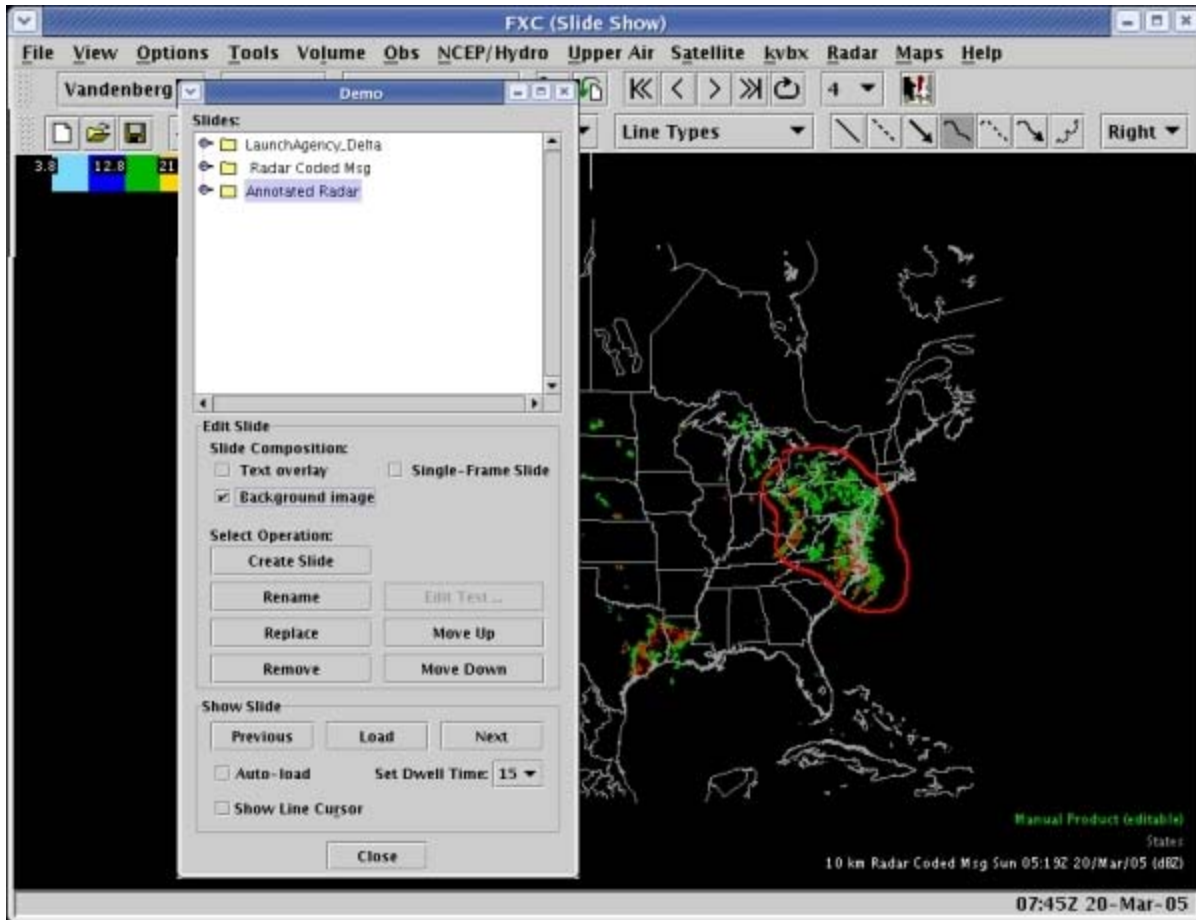 FXC (Slide Show)
File View Options Tools Volume Obs NCEP/Hydro Upper Air Satellite kvbx Radar Maps Help
Vandenberg
4
Line Types
Right
3.8 12.8 21
Demo
Slides:
LaunchAgency_Delta
Radar Coded Msg
Annotated Radar
Edit Slide
Slide Composition:
Text overlay Single-Frame Slide
Background image
Select Operation:
Create Slide
Rename Edit Text ...
Replace Move Up
Remove Move Down
Show Slide
Previous Load Next
Auto-load Set Dwell Time: 15
Show Line Cursor
Close
Manual Product (editable)
States
10 km Radar Coded Msg Sun 05:19Z 20/Mar/05 (dBZ)
07:45Z 20-Mar-05